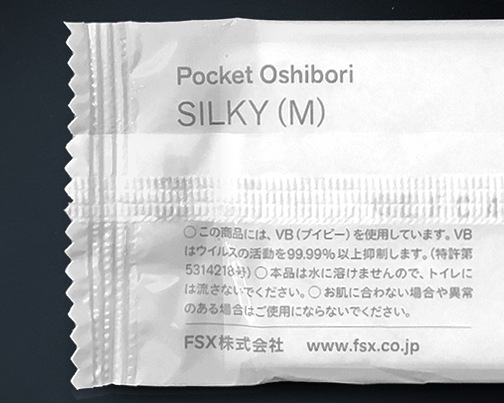 Pocket Oshibori
SILKY (M)
○この商品には、VB(ブイビー)を使用しています。VB
はウイルスの活動を99.99%以上抑制します。(特許第
5314218号)○本品は水に溶けませんので、トイレに
は流さないでください。○お肌に合わない場合や異常
のある場合はご使用にならないでください。
FSX株式会社 www.fsx.co.jp